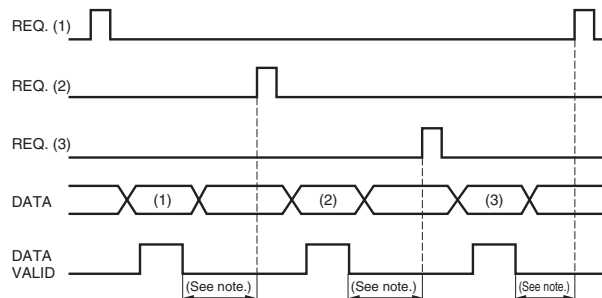 REQ. (1)
REQ. (2)
REQ. (3)
DATA
(1)
(2)
(3)
DATA
VALID
(See note.)
(See note.)
(See note.)